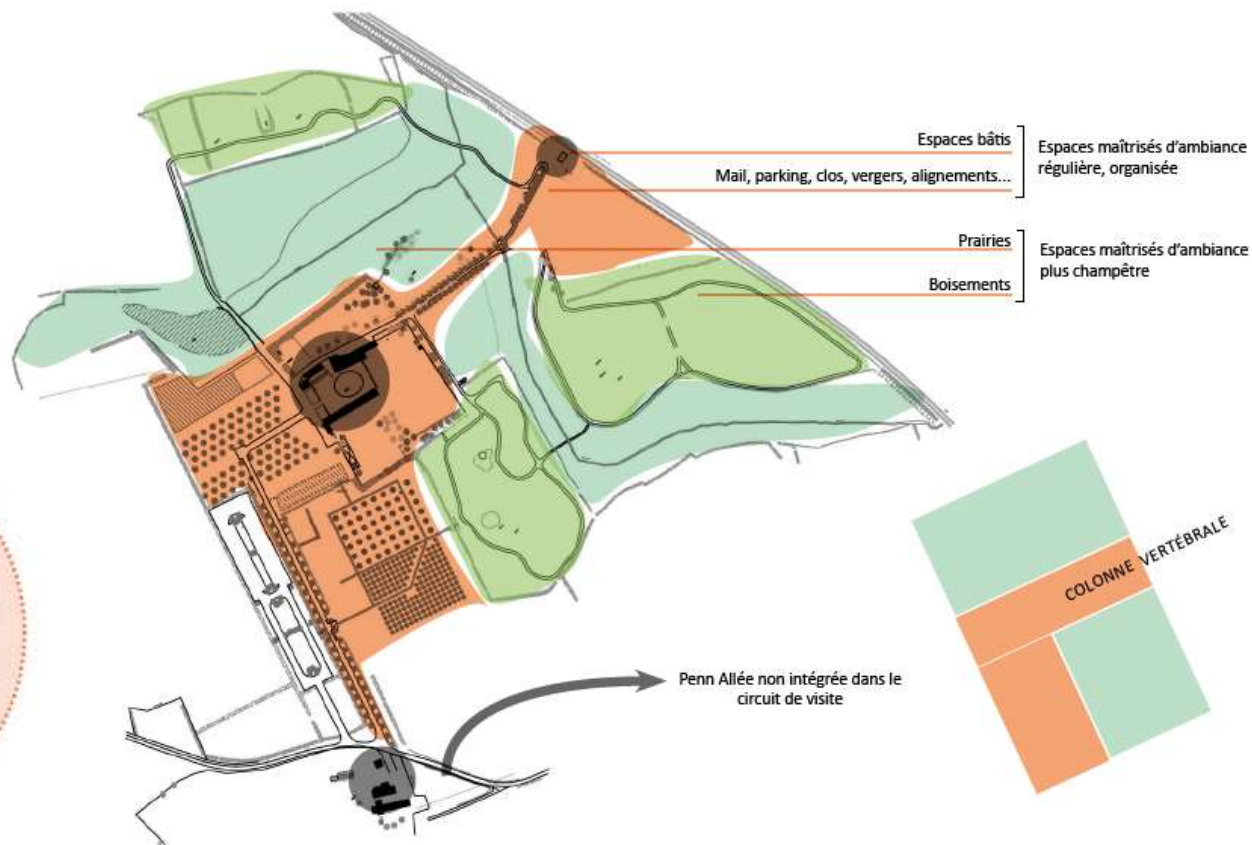 Espaces bâtis
Mail, parking, clos, vergers, alignements...
Espaces maîtrisés d'ambiance
régulière, organisée
Prairies
Boisements
Espaces maîtrisés d'ambiance
plus champêtre
COLONNE VERTÉBRALE
Penn Allée non intégrée dans le
circuit de visite